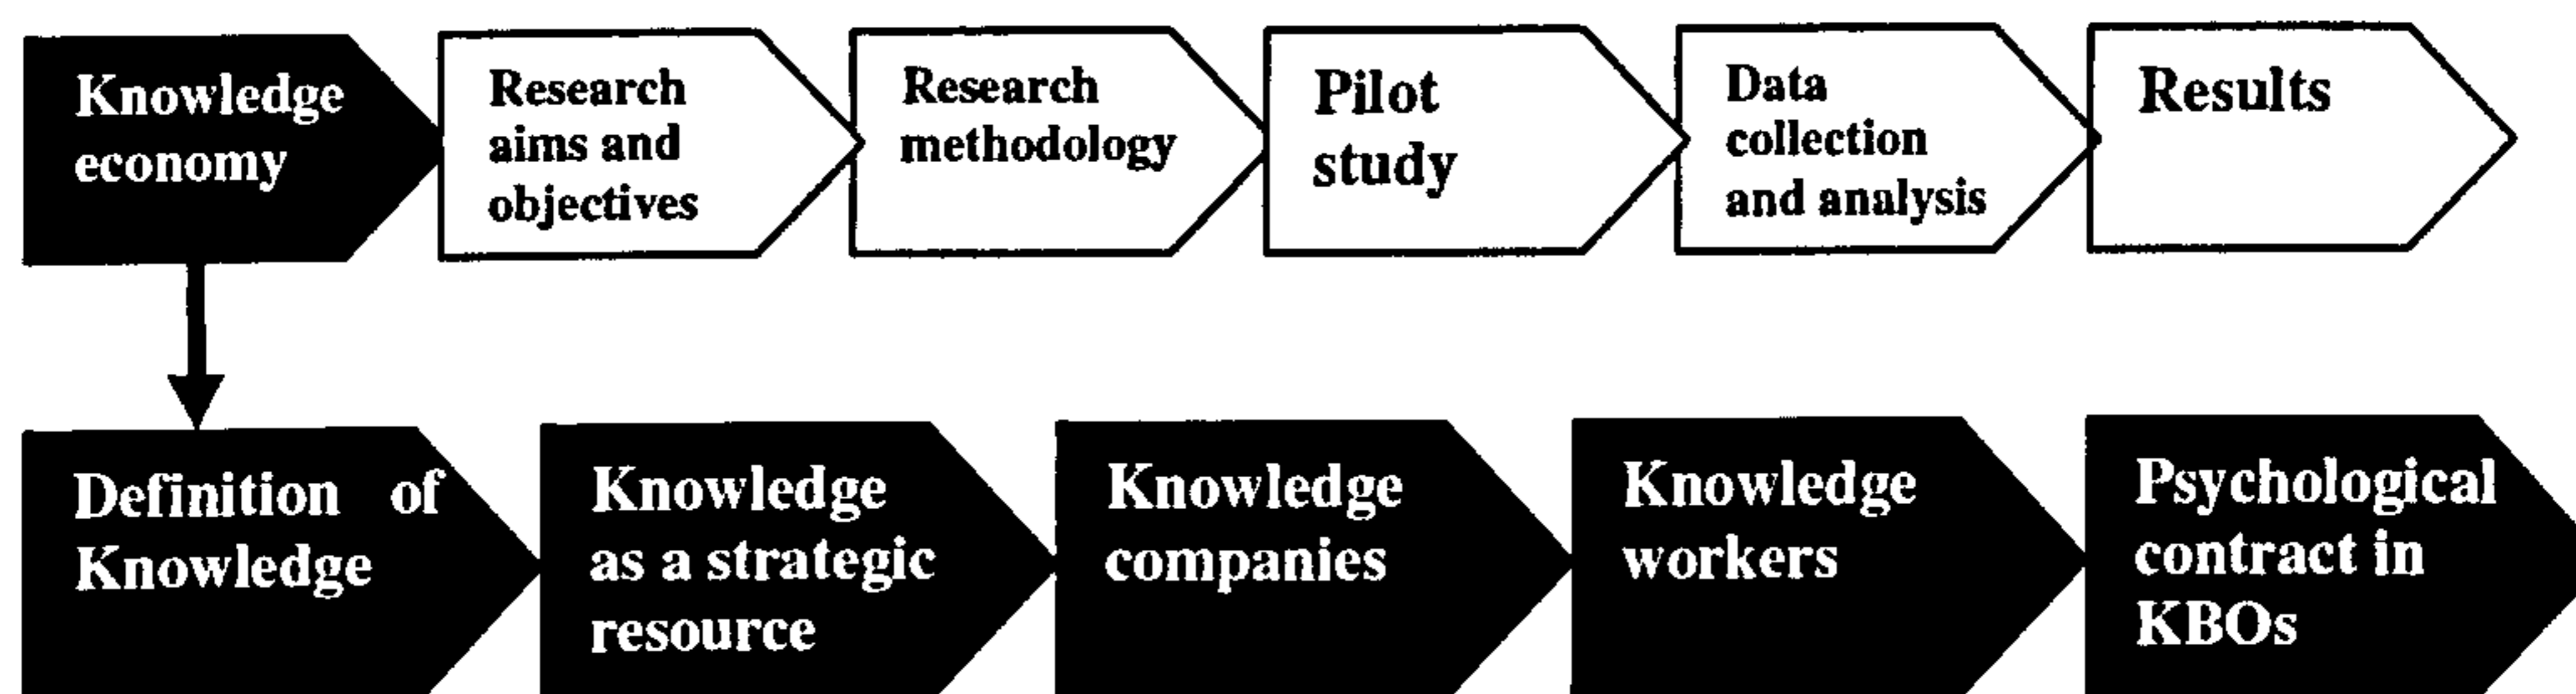 Knowledge
economy
Research
aims and
objectives
Research
methodology
Pilot
study
Data
collection
and analysis
Results
Definition of
Knowledge
Knowledge
as a strategic
resource
Knowledge
companies
Knowledge
workers
Psychological
contract in
KBOs